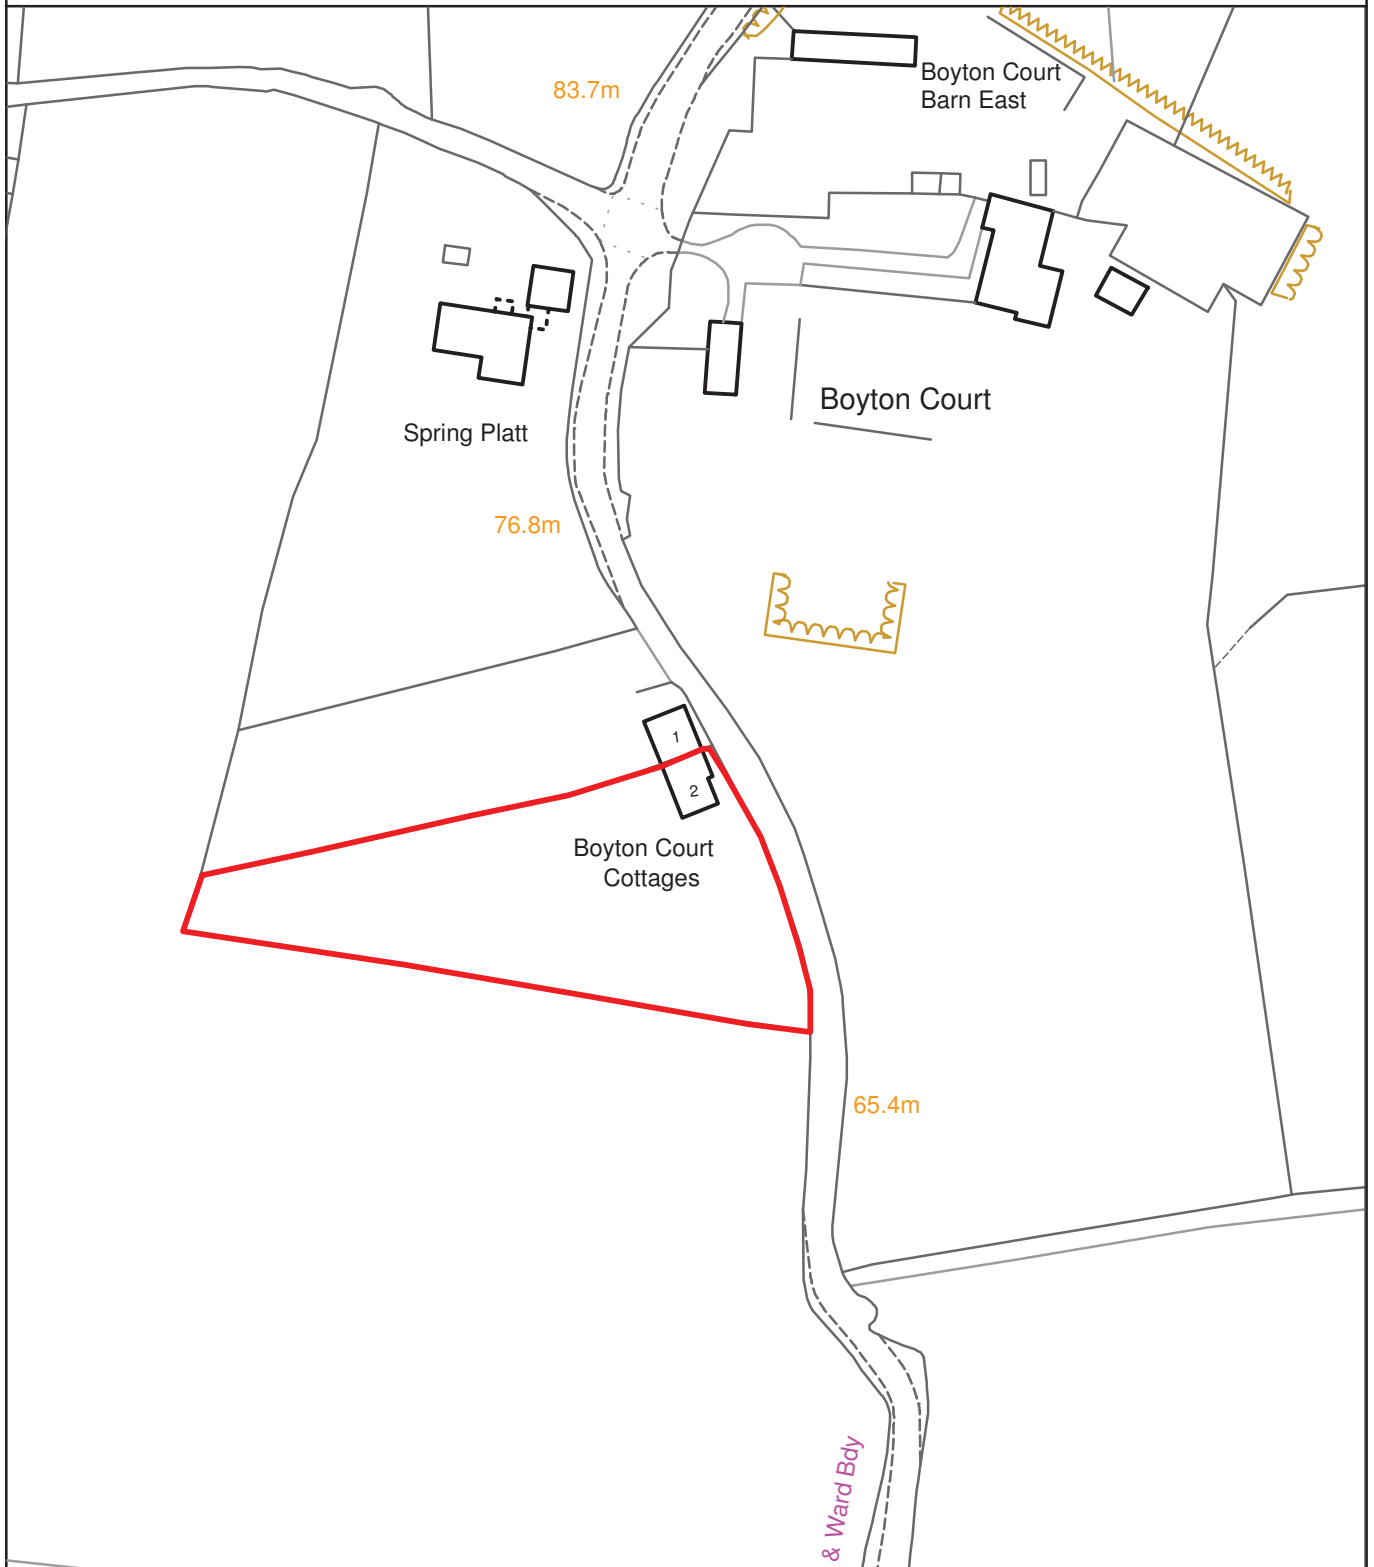 83.7m
Boyton Court
Barn East
Boyton Court
Spring Platt
76.8m
1
2
Boyton Court
Cottages
65.4m
& Ward Bdy